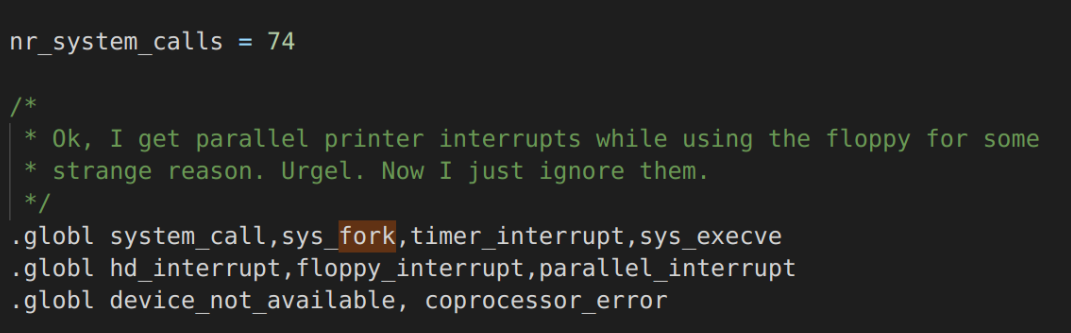 nr_system_calls = 74
/*
* Ok, I get parallel printer interrupts while using the floppy for some
* strange reason. Urgel. Now I just ignore them.
*/
.globl system_call,sys_fork,timer_interrupt,sys_execve
.globl hd_interrupt,floppy_interrupt,parallel_interrupt
.globl device_not_available, coprocessor_error